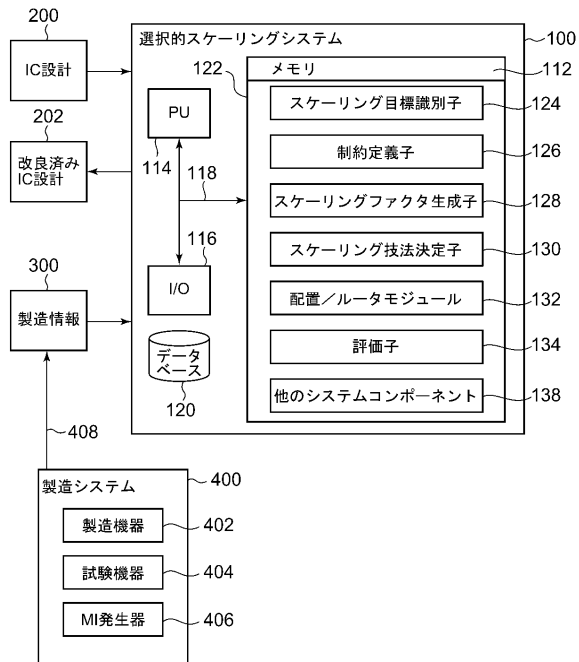 200
IC設計
202
改良済み
IC設計
300
製造情報
408
選択的スケーリングシステム
100
PU
114
118
116
I/O
データ
ベース
120
122
メモリ
112
スケーリング目標識別子
124
制約定義子
126
スケーリングファクタ生成子
128
スケーリング技法決定子
130
配置/ルータモジュール
132
評価子
134
他のシステムコンポーネント
138
製造システム
400
製造機器
402
試験機器
404
MI発生器
406